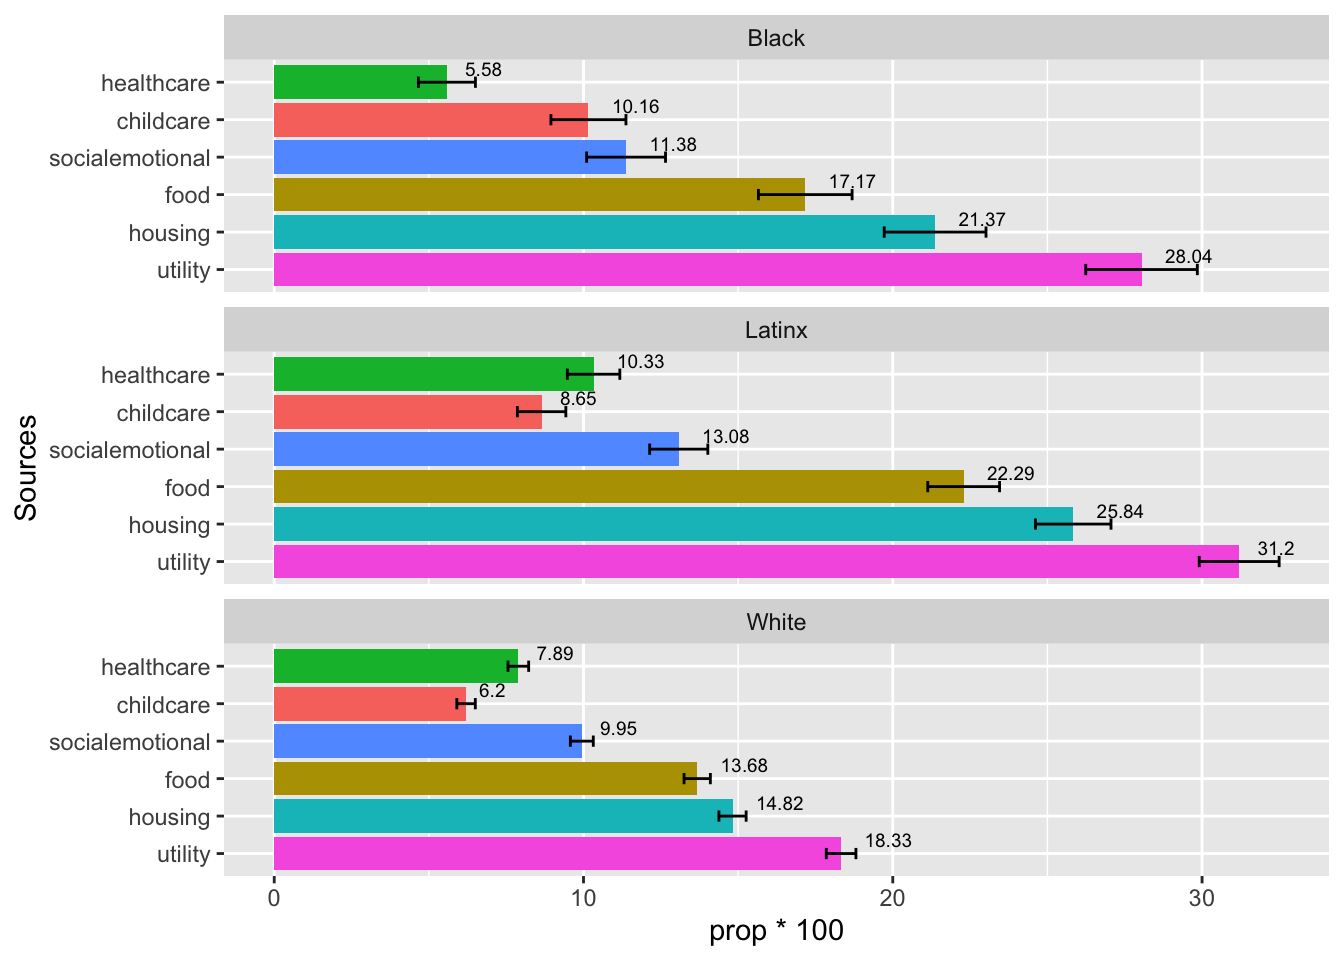 Black
healthcare 5.58
childcare 10.16
socialemotional 11.38
food 17.17
housing 21.37
utility 28.04
Latinx
healthcare 10.33
childcare 8.65
socialemotional 13.08
food 22.29
housing 25.84
utility 31.2
White
healthcare 7.89
childcare 6.2
socialemotional 9.95
food 13.68
housing 14.82
utility 18.33
0 10 20 30
prop * 100
Sources